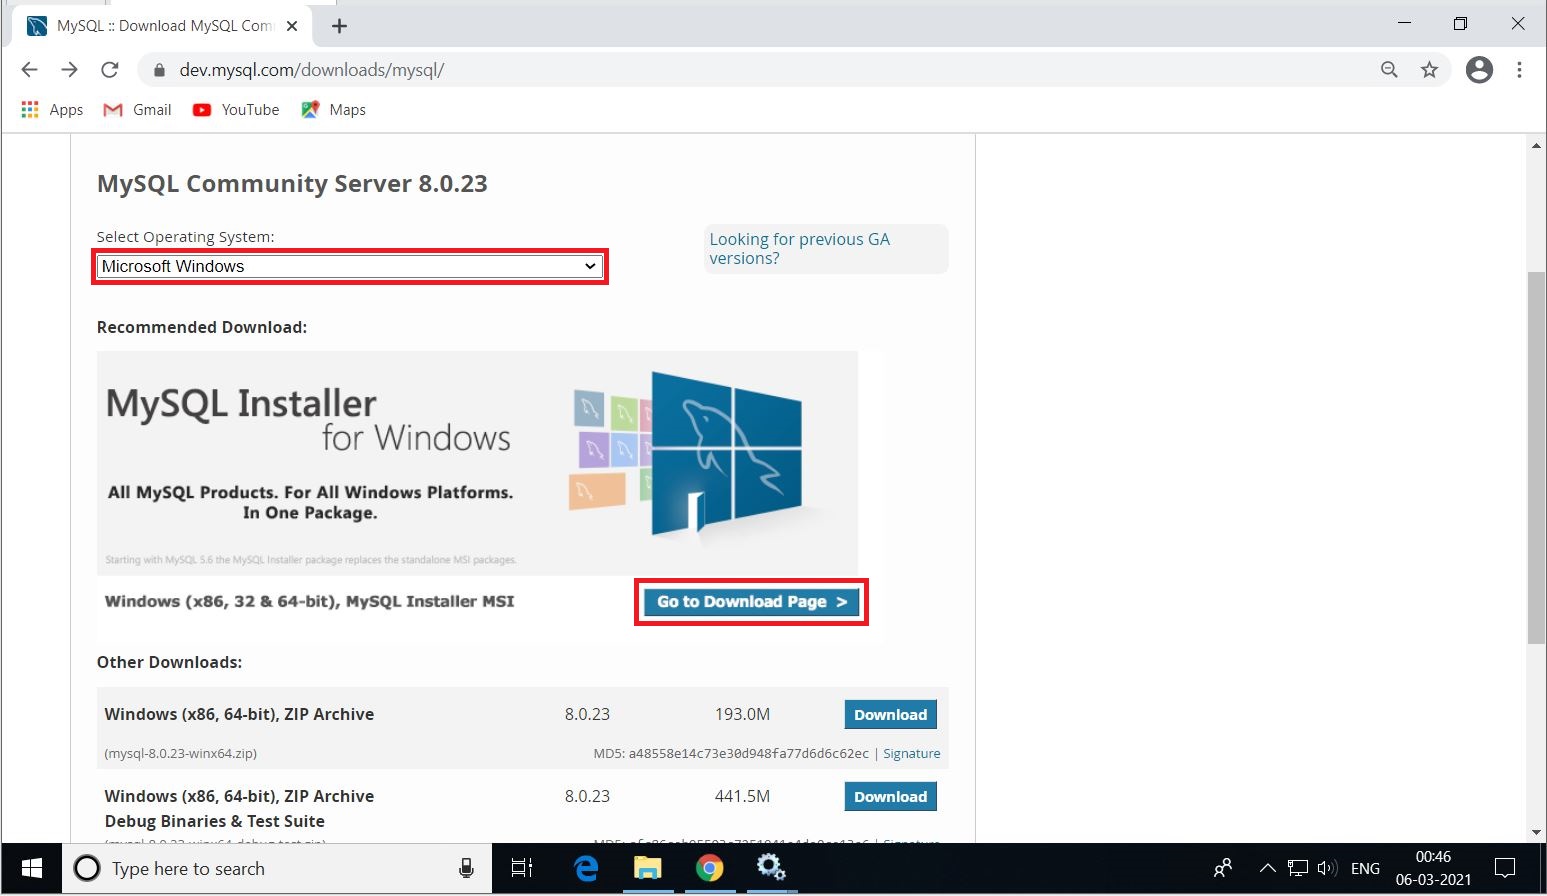 MySQL :: Download MySQL Com
dev.mysql.com/downloads/mysql/
Apps
Gmail
YouTube
Maps
MySQL Community Server 8.0.23
Select Operating System:
Microsoft Windows
Looking for previous GA
versions?
Recommended Download:
MySQL Installer
for Windows
All MySQL Products. For All Windows Platforms.
In One Package.
Starting with MySQL 5.6 the MySQL Installer package replaces the standalone MSI packages.
Windows (x86, 32 & 64-bit), MySQL Installer MSI
Go to Download Page >
Other Downloads:
Windows (x86, 64-bit), ZIP Archive 8.0.23 193.0M Download
(mysql-8.0.23-winx64.zip) MD5: a48558e14c73e30d948fa77d6d6c62ec | Signature
Windows (x86, 64-bit), ZIP Archive 8.0.23 441.5M Download
Debug Binaries & Test Suite
Type here to search
ENG
00:46
06-03-2021